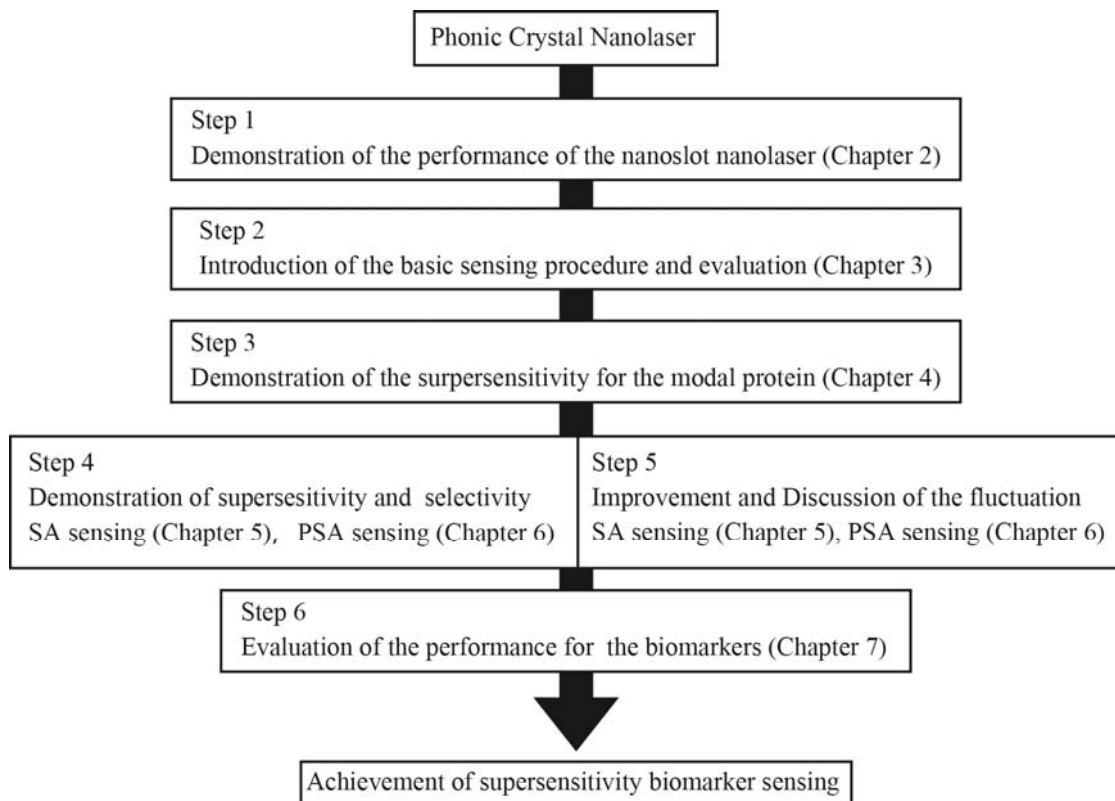 Phonic Crystal Nanolaser
Step 1
Demonstration of the performance of the nanoslot nanolaser (Chapter 2)
Step 2
Introduction of the basic sensing procedure and evaluation (Chapter 3)
Step 3
Demonstration of the surpersensitivity for the modal protein (Chapter 4)
Step 4
Demonstration of supersesitivity and selectivity
SA sensing (Chapter 5), PSA sensing (Chapter 6)
Step 5
Improvement and Discussion of the fluctuation
SA sensing (Chapter 5), PSA sensing (Chapter 6)
Step 6
Evaluation of the performance for the biomarkers (Chapter 7)
Achievement of supersensitivity biomarker sensing